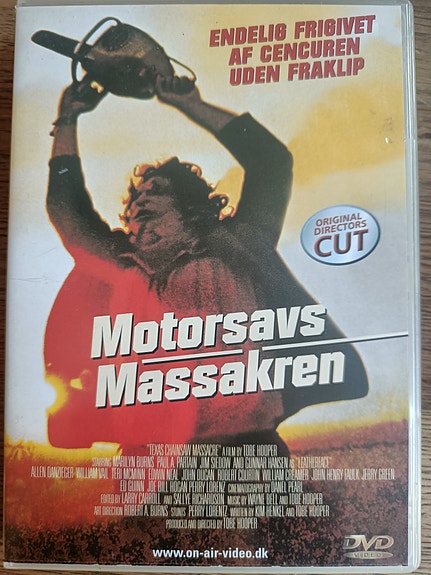 ENDELIG FRIGIVET
AF CENCUREN
UDEN FRAKLIP
ORIGINAL
DIRECTORS
CUT
Motorsavs
Massakren
"TEXAS CHAINSAW MASSACRE" A FILM BY TOBE HOOPER
STARRING MARILYN BURNS PAUL A. PARTAIN JIM SIEDOW AND GUNNAR HANSEN AS "LEATHERFACE"
ALLEN DANZIEGER WILLIAM VAIL TERI MCMINN EDWIN NEAL JOHN DUGAN ROBERT COURTIN WILLIAM CREAMER JOHN HENRY FAULK JERRY GREEN
ED GUINN JOE BILL HOGAN PERRY LORENZ DANIEL PEARL
EDITED BY LARRY CARROLL AND SALLYE RICHARDSON MUSIC BY WAYNE BELL AND TOBE HOOPER
ROBERT A. BURNS STUNTS PERRY LORENZ WRITTEN BY KIM HENKEL AND TOBE HOOPER
PRODUCED AND DIRECTED BY TOBE HOOPER
www.on-air-video.dk
DVD
VIDEO